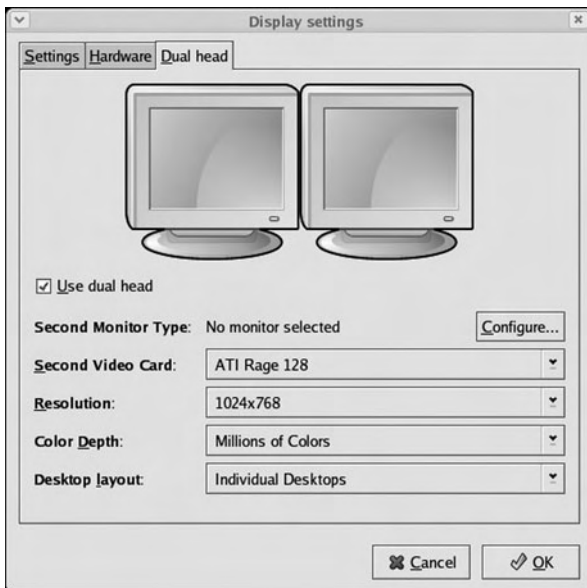 Display settings
Settings Hardware Dual head
Use dual head
Second Monitor Type: No monitor selected Configure...
Second Video Card: ATI Rage 128
Resolution: 1024x768
Color Depth: Millions of Colors
Desktop layout: Individual Desktops
Cancel OK